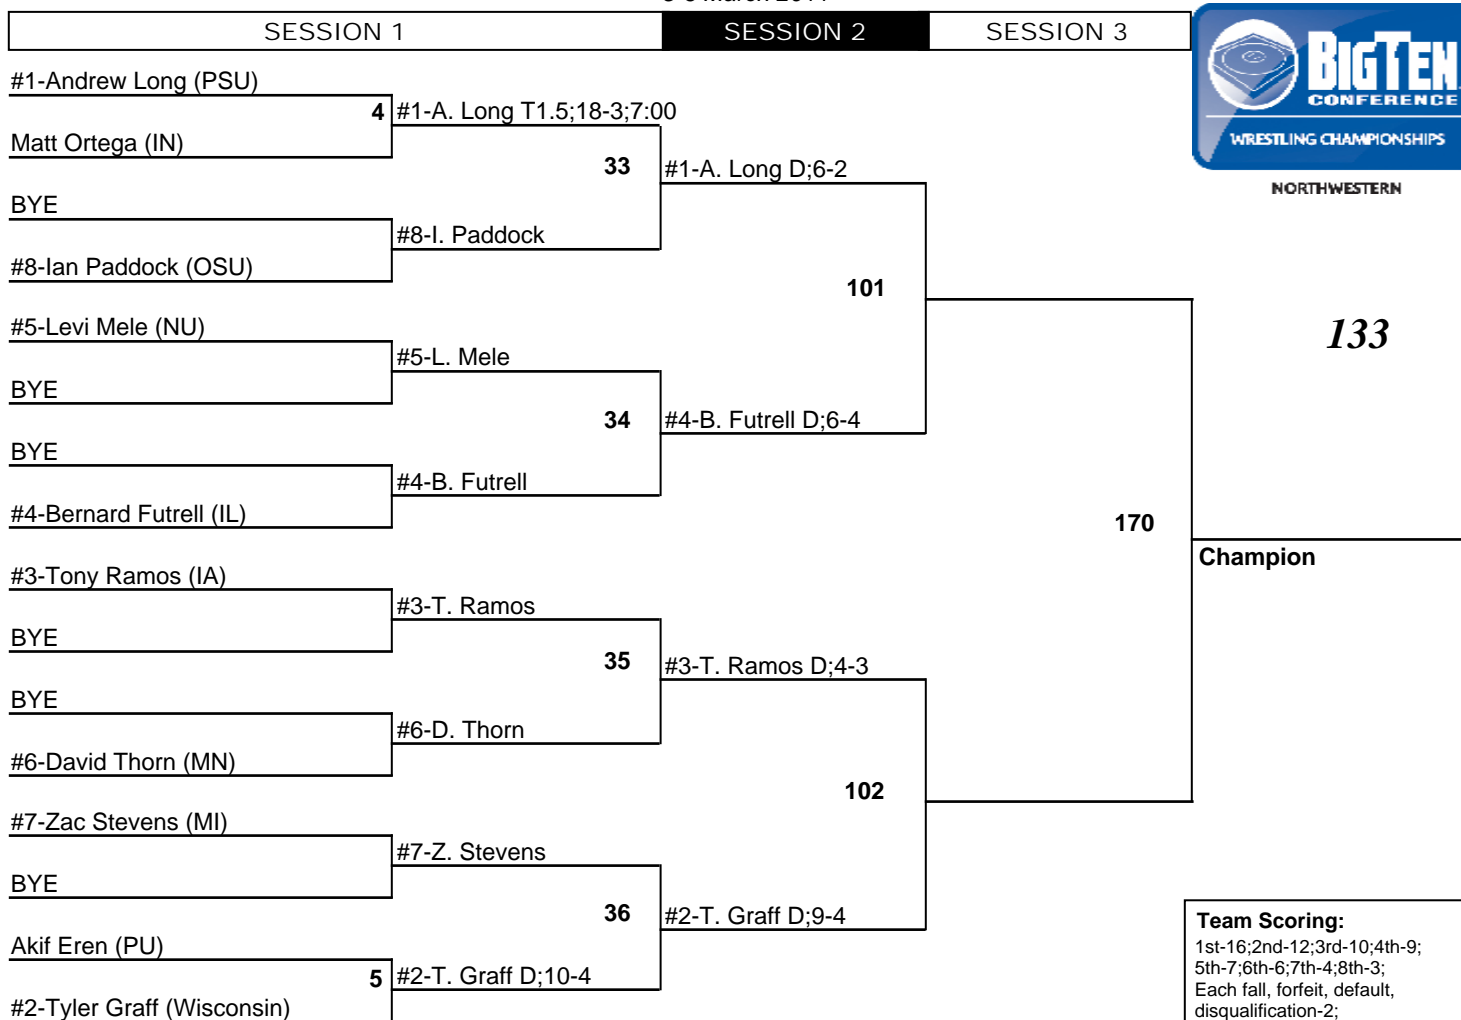 SESSION 1 SESSION 2 SESSION 3
BIGTEN
CONFERENCE
WRESTLING CHAMPIONSHIPS
NORTHWESTERN
133
#1-Andrew Long (PSU)
4 #1-A. Long T1.5;18-3;7:00
Matt Ortega (IN)
33 #1-A. Long D;6-2
BYE
#8-I. Paddock
#8-Ian Paddock (OSU)
101
#5-Levi Mele (NU)
#5-L. Mele
BYE
34 #4-B. Futrell D;6-4
BYE
#4-B. Futrell
#4-Bernard Futrell (IL)
170
Champion
#3-Tony Ramos (IA)
#3-T. Ramos
BYE
35 #3-T. Ramos D;4-3
BYE
#6-D. Thorn
#6-David Thorn (MN)
102
#7-Zac Stevens (MI)
#7-Z. Stevens
BYE
36 #2-T. Graff D;9-4
Akif Eren (PU)
5 #2-T. Graff D;10-4
#2-Tyler Graff (Wisconsin)
Team Scoring:
1st-16;2nd-12;3rd-10;4th-9;
5th-7;6th-6;7th-4;8th-3;
Each fall, forfeit, default,
disqualification-2;